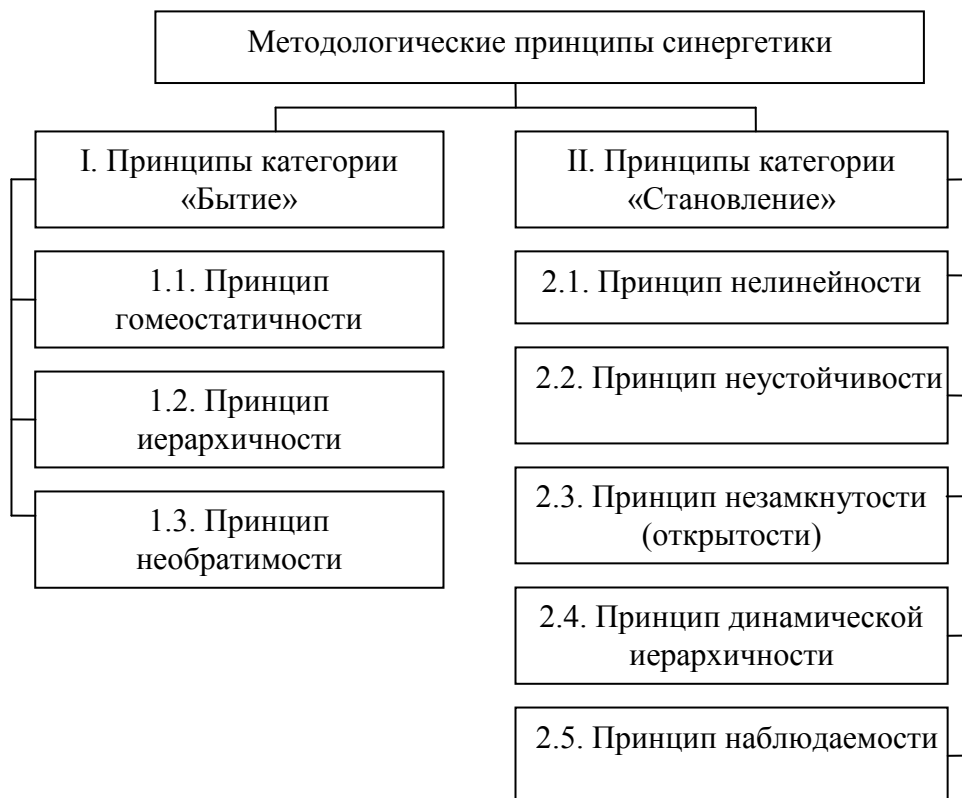 Методологические принципы синергетики
I. Принципы категории
«Бытие»
1.1. Принцип
гомеостатичности
1.2. Принцип
иерархичности
1.3. Принцип
необратимости
II. Принципы категории
«Становление»
2.1. Принцип нелинейности
2.2. Принцип неустойчивости
2.3. Принцип незамкнутости
(открытости)
2.4. Принцип динамической
иерархичности
2.5. Принцип наблюдаемости